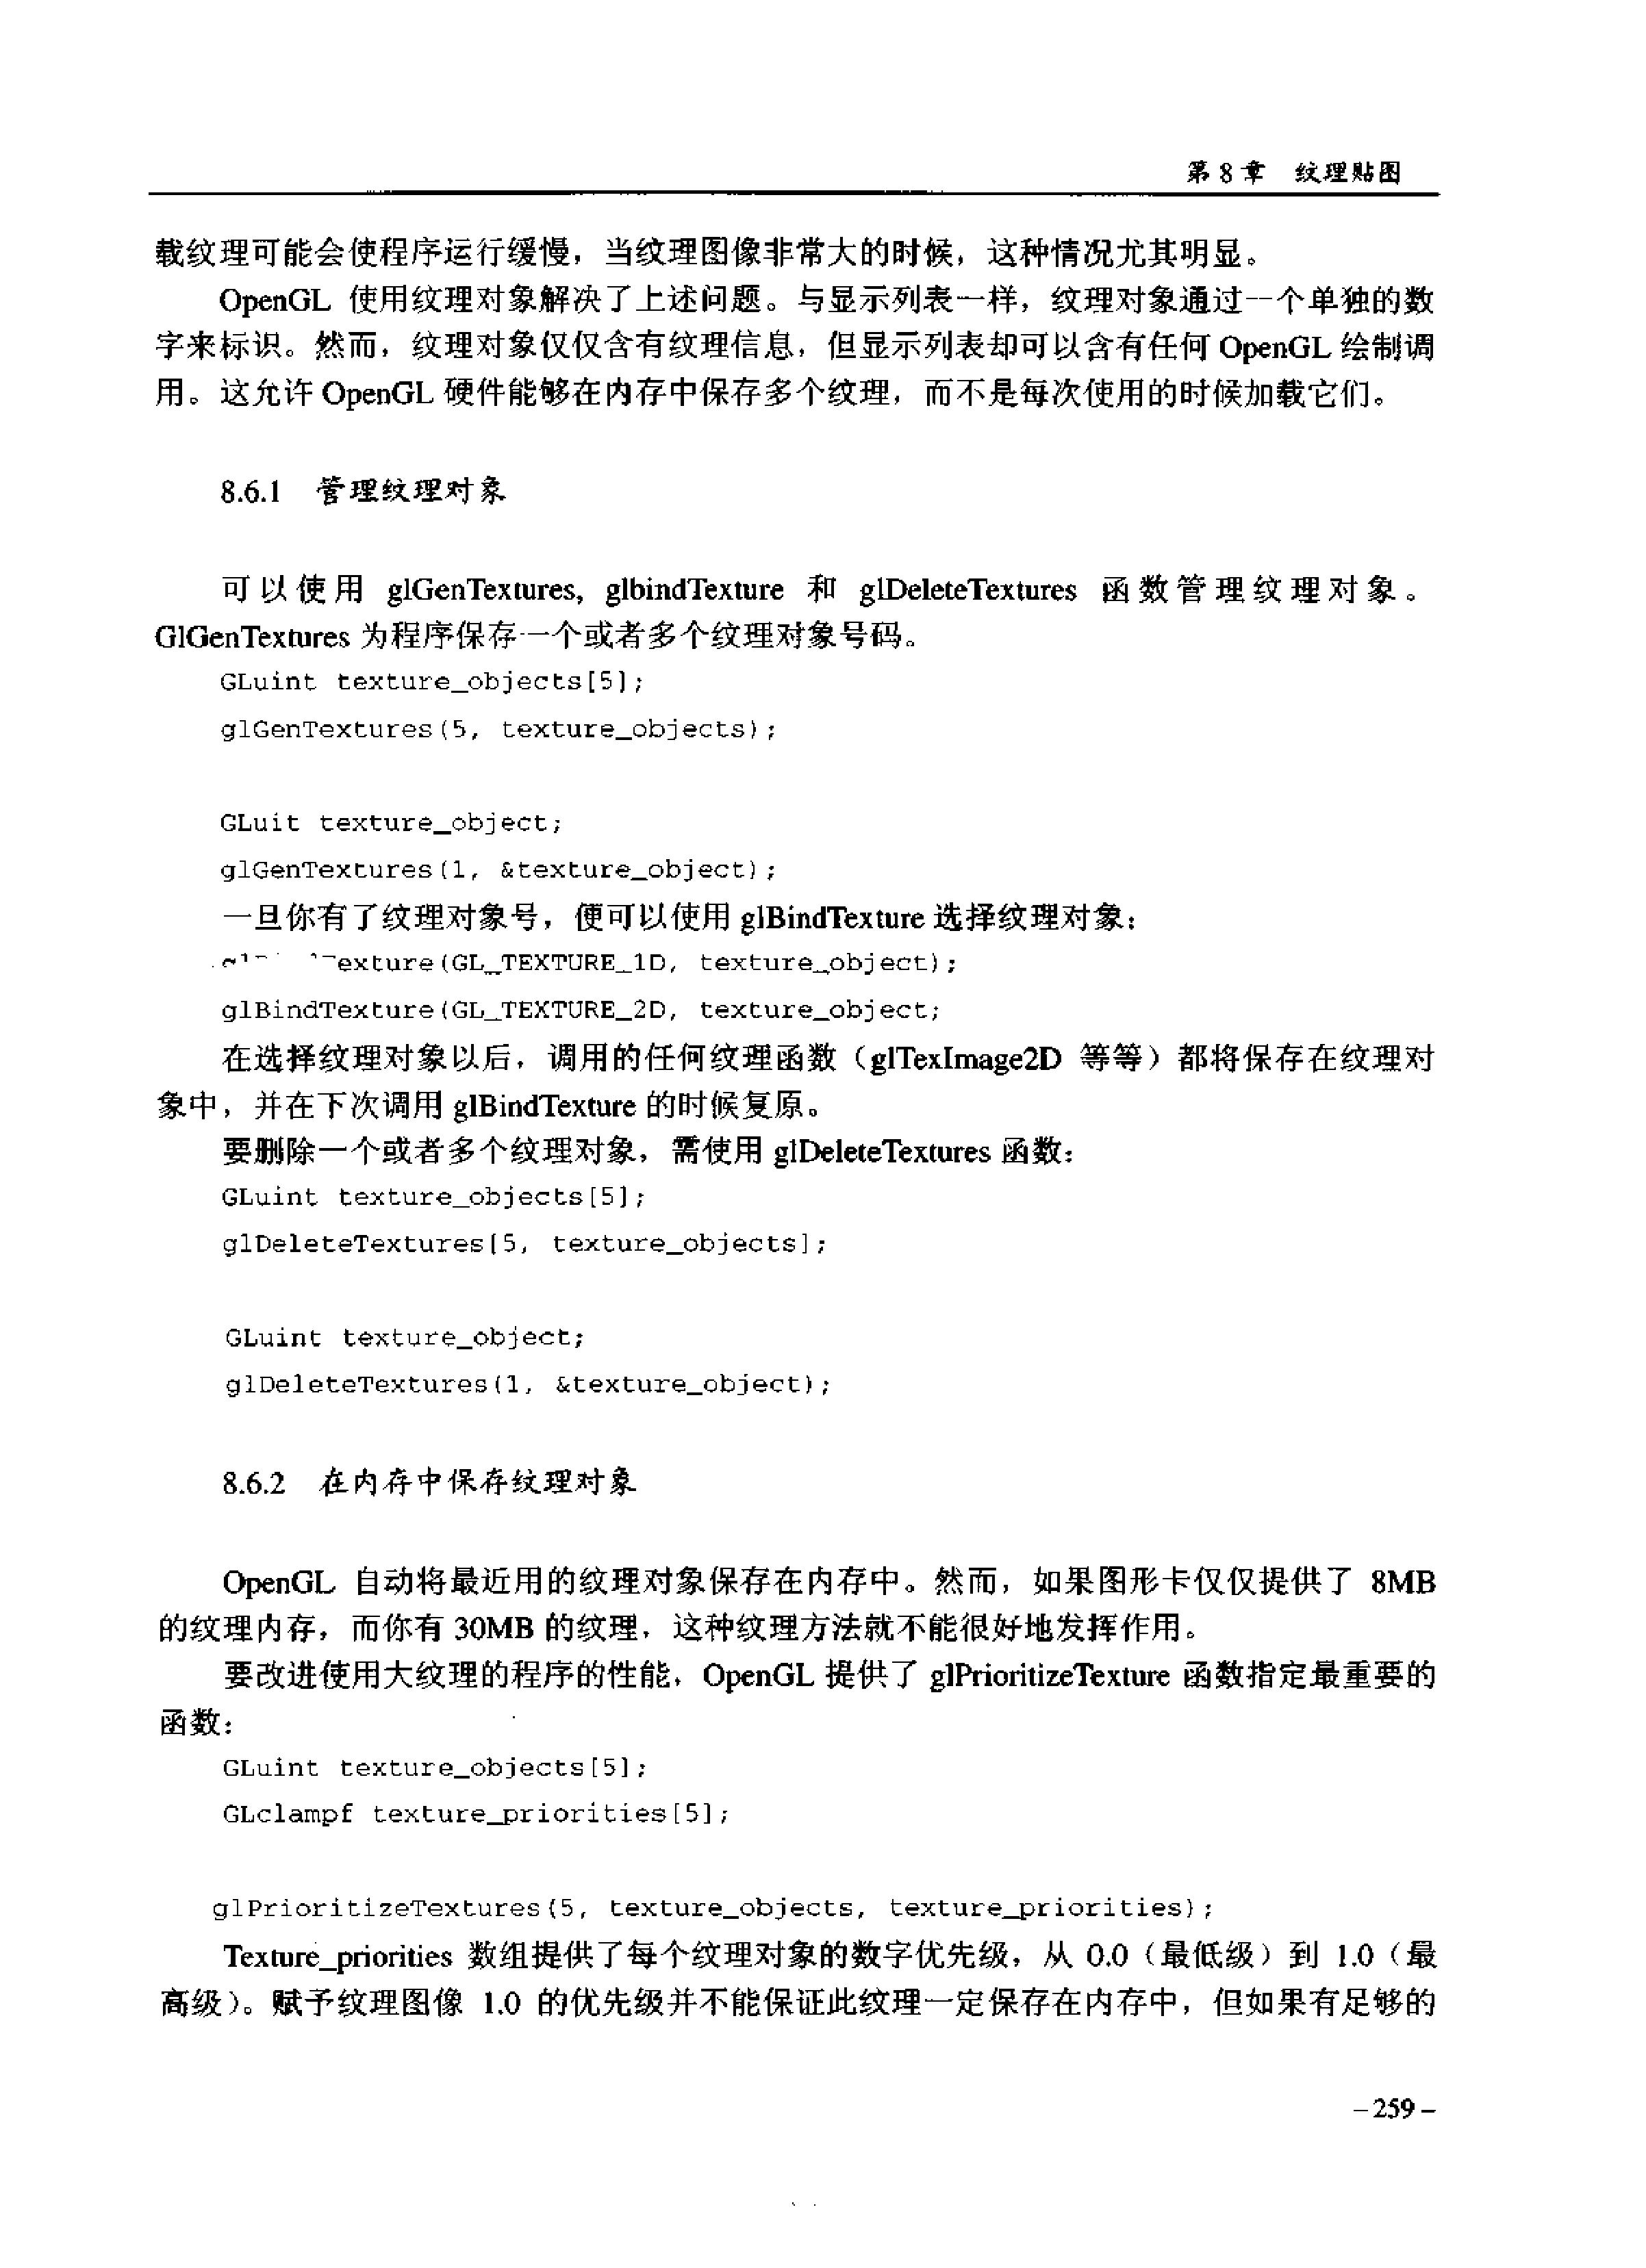 第 8 章 纹理贴图
载纹理可能会使程序运行缓慢，当纹理图像非常大的时候，这种情况尤其明显。
OpenGL 使用纹理对象解决了上述问题。与显示列表一样，纹理对象通过一个单独的数
字来标识。然而，纹理对象仅仅含有纹理信息，但显示列表却可以含有任何 OpenGL 绘制调
用。这允许 OpenGL 硬件能够在内存中保存多个纹理，而不是每次使用的时候加载它们。
8.6.1 管理纹理对象
可以使用 glGenTextures, glbindTexture 和 glDeleteTextures 函数管理纹理对象。
GlGenTextures 为程序保存一个或者多个纹理对象号码。
GLuint texture_objects[5];
glGenTextures(5, texture_objects);
GLuit texture_object;
glGenTextures(1, &texture_object);
一旦你有了纹理对象号，便可以使用 glBindTexture 选择纹理对象：
exture(GL_TEXTURE_1D, texture_object);
glBindTexture(GL_TEXTURE_2D, texture_object;
在选择纹理对象以后，调用的任何纹理函数（glTexImage2D 等等）都将保存在纹理对
象中，并在下次调用 glBindTexture 的时候复原。
要删除一个或者多个纹理对象，需使用 glDeleteTextures 函数：
GLuint texture_objects[5];
glDeleteTextures[5, texture_objects];
GLuint texture_object;
glDeleteTextures(1, &texture_object);
8.6.2 在内存中保存纹理对象
OpenGL 自动将最近用的纹理对象保存在内存中。然而，如果图形卡仅仅提供了 8MB
的纹理内存，而你有 30MB 的纹理，这种纹理方法就不能很好地发挥作用。
要改进使用大纹理的程序的性能，OpenGL 提供了 glPrioritizeTexture 函数指定最重要的
函数：
GLuint texture_objects[5];
GLclampf texture_priorities[5];
glPrioritizeTextures(5, texture_objects, texture_priorities);
Texture_priorities 数组提供了每个纹理对象的数字优先级，从 0.0（最低级）到 1.0（最
高级）。赋予纹理图像 1.0 的优先级并不能保证此纹理一定保存在内存中，但如果有足够的
–259–